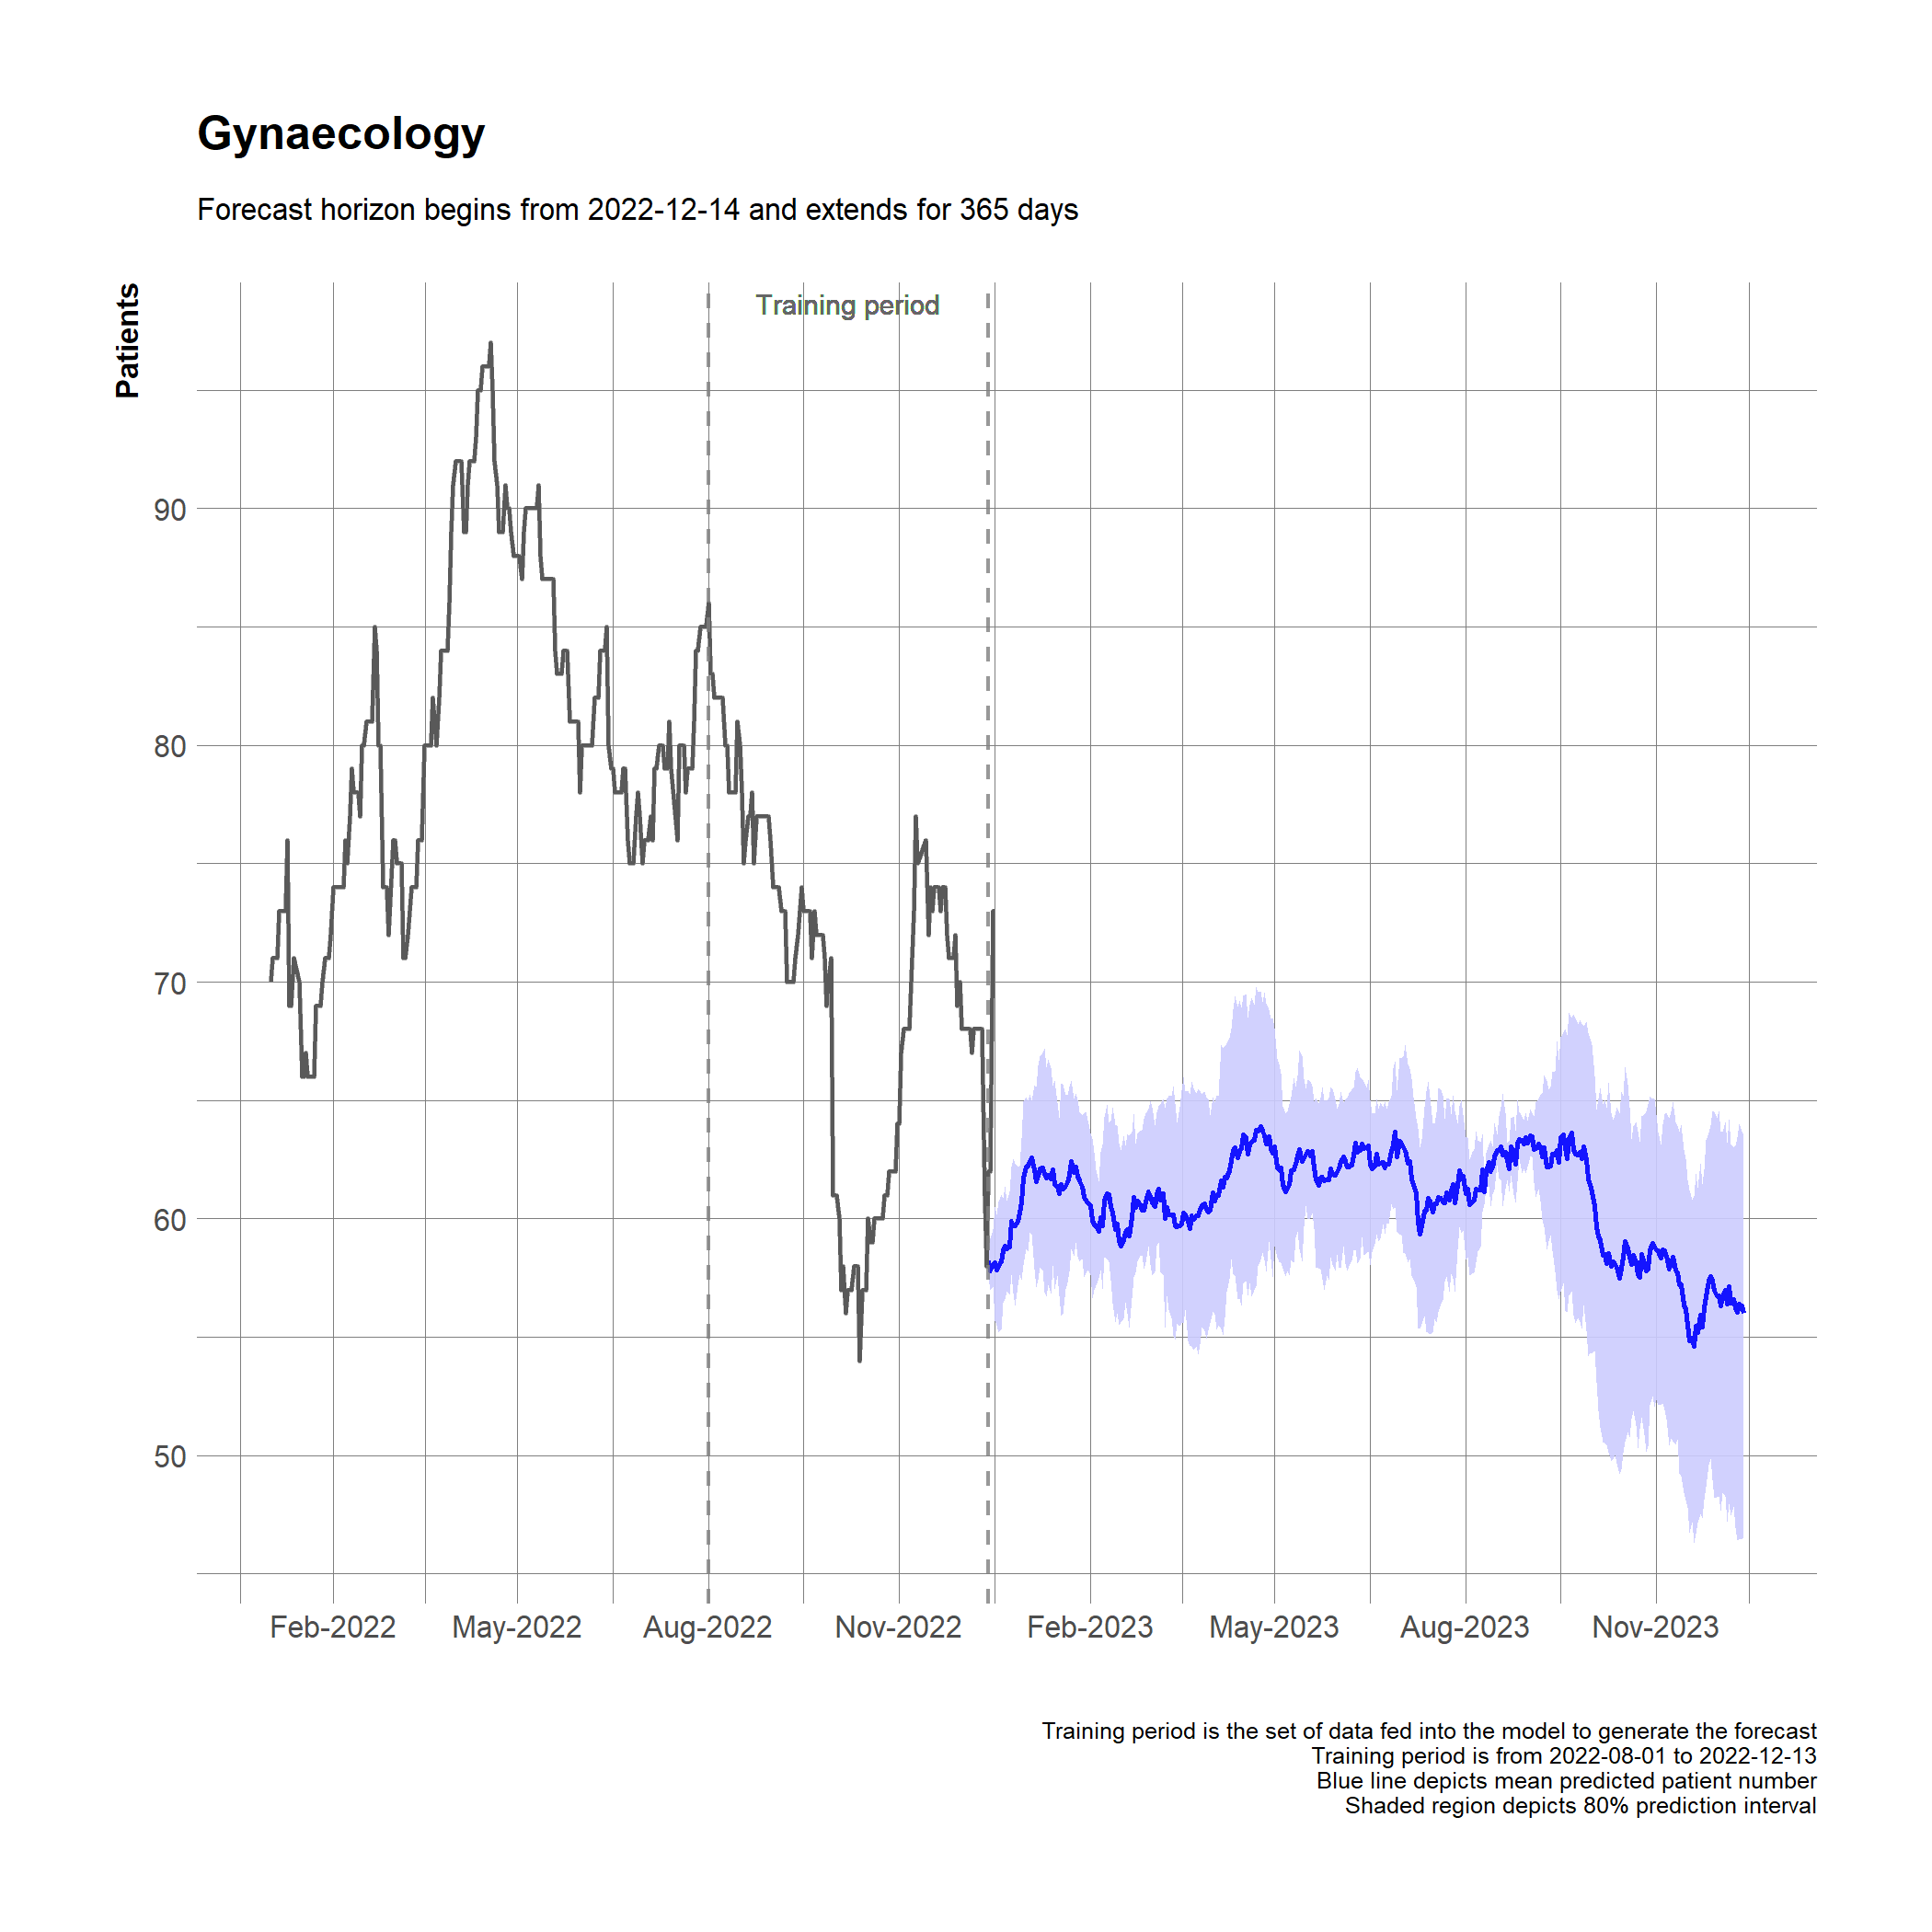 Gynaecology
Forecast horizon begins from 2022-12-14 and extends for 365 days
Patients
Training period
90
80
70
60
50
Feb-2022
May-2022
Aug-2022
Nov-2022
Feb-2023
May-2023
Aug-2023
Nov-2023
Training period is the set of data fed into the model to generate the forecast
Training period is from 2022-08-01 to 2022-12-13
Blue line depicts mean predicted patient number
Shaded region depicts 80% prediction interval